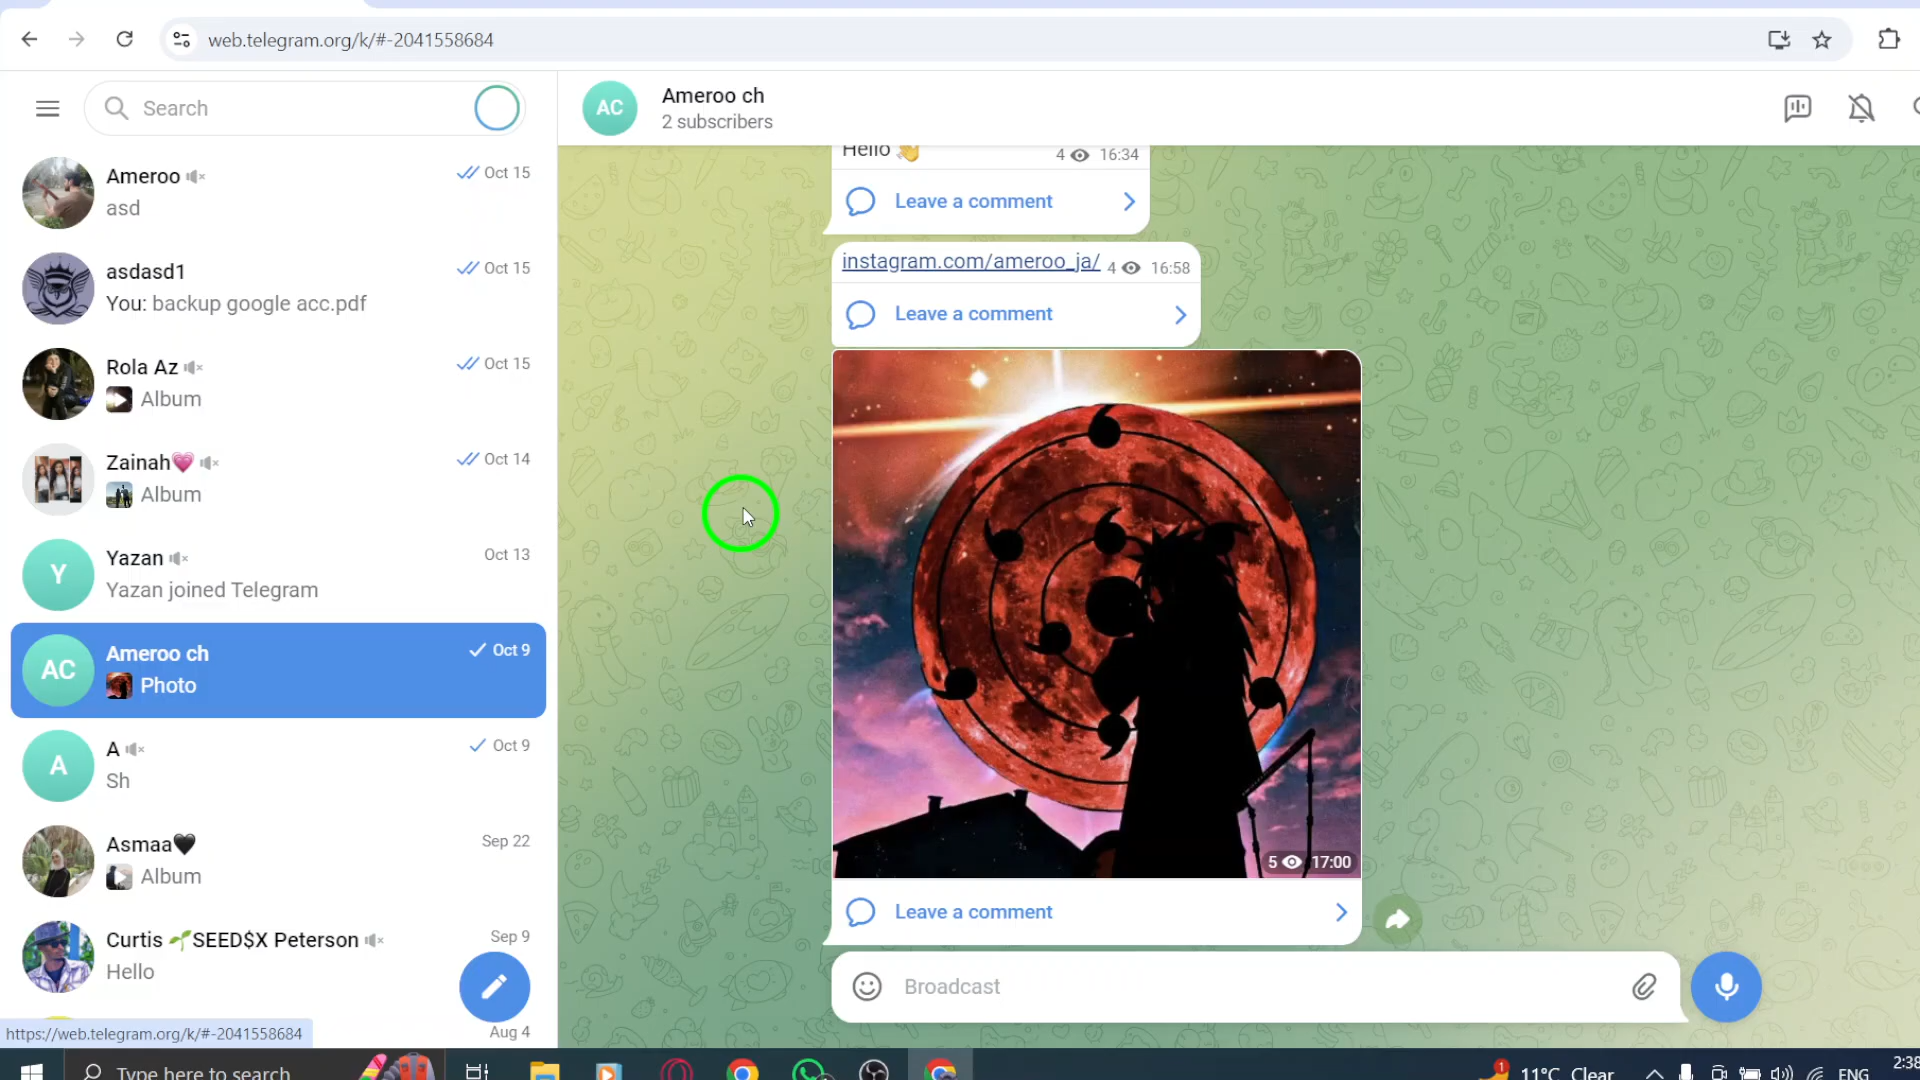 web.telegram.org/k/#-2041558684
Search
Ameroo
Oct 15
asd
asdasd1
Oct 15
You: backup google acc.pdf
Rola Az
Oct 15
Album
Zainah💗
Oct 14
Album
Y
Yazan
Oct 13
Yazan joined Telegram
AC
Ameroo ch
Oct 9
Photo
A
A
Oct 9
Sh
Asmaa🖤
Sep 22
Album
Curtis 🌱SEED$X Peterson
Sep 9
Hello
Aug 4
https://web.telegram.org/k/#-2041558684
AC
Ameroo ch
2 subscribers
Hello 👋
4 16:34
Leave a comment
instagram.com/ameroo_ja/ 4 16:58
Leave a comment
5 17:00
Leave a comment
Broadcast
Type here to search
1
11°C Clear
ENG
2:38